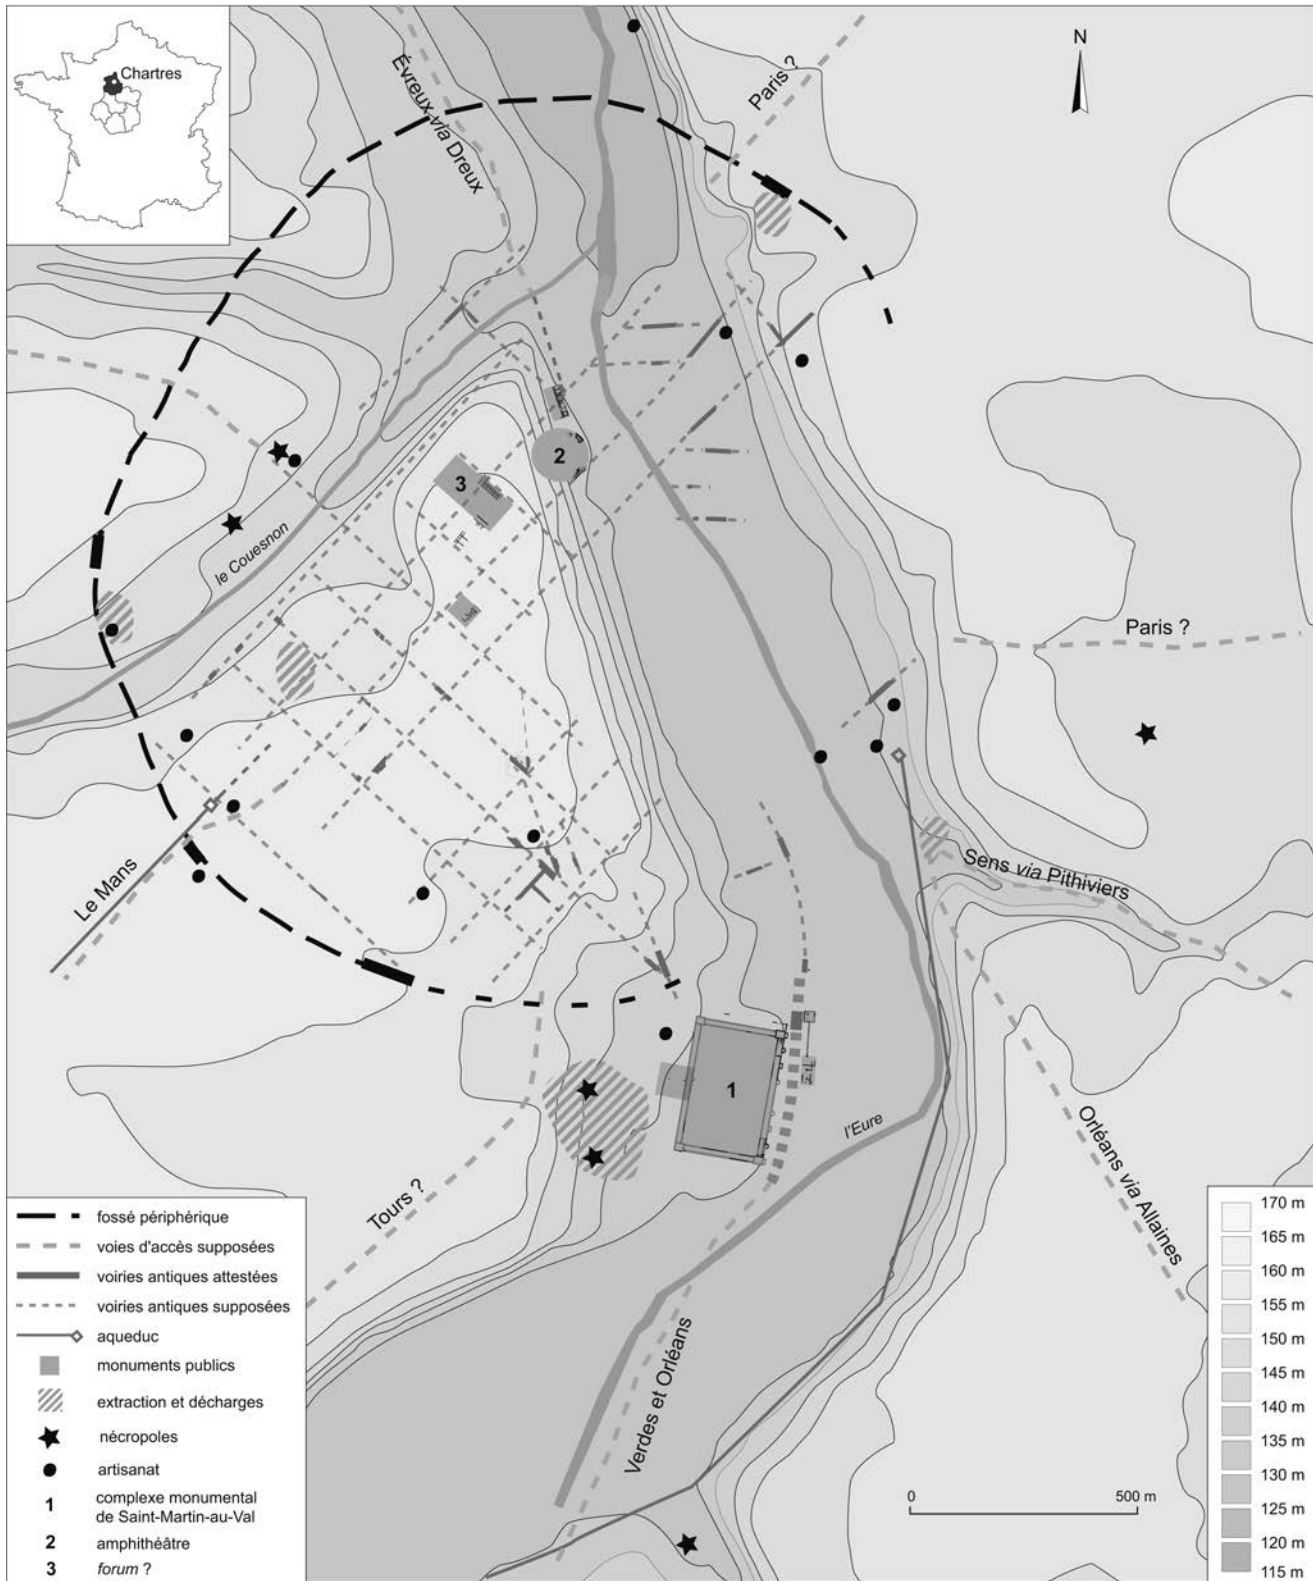 Chartres
N
Évreux via Dreux
Paris ?
2
3
le Couesnon
Paris ?
Le Mans
Sens via Pithiviers
1
l'Eure
Tours ?
Orléans via Allaines
Verdes et Orléans
fossé périphérique
voies d'accès supposées
voiries antiques attestées
voiries antiques supposées
aqueduc
monuments publics
extraction et décharges
nécropoles
artisanat
1 complexe monumental
de Saint-Martin-au-Val
2 amphithéâtre
3 forum ?
0 500 m
170 m
165 m
160 m
155 m
150 m
145 m
140 m
135 m
130 m
125 m
120 m
115 m